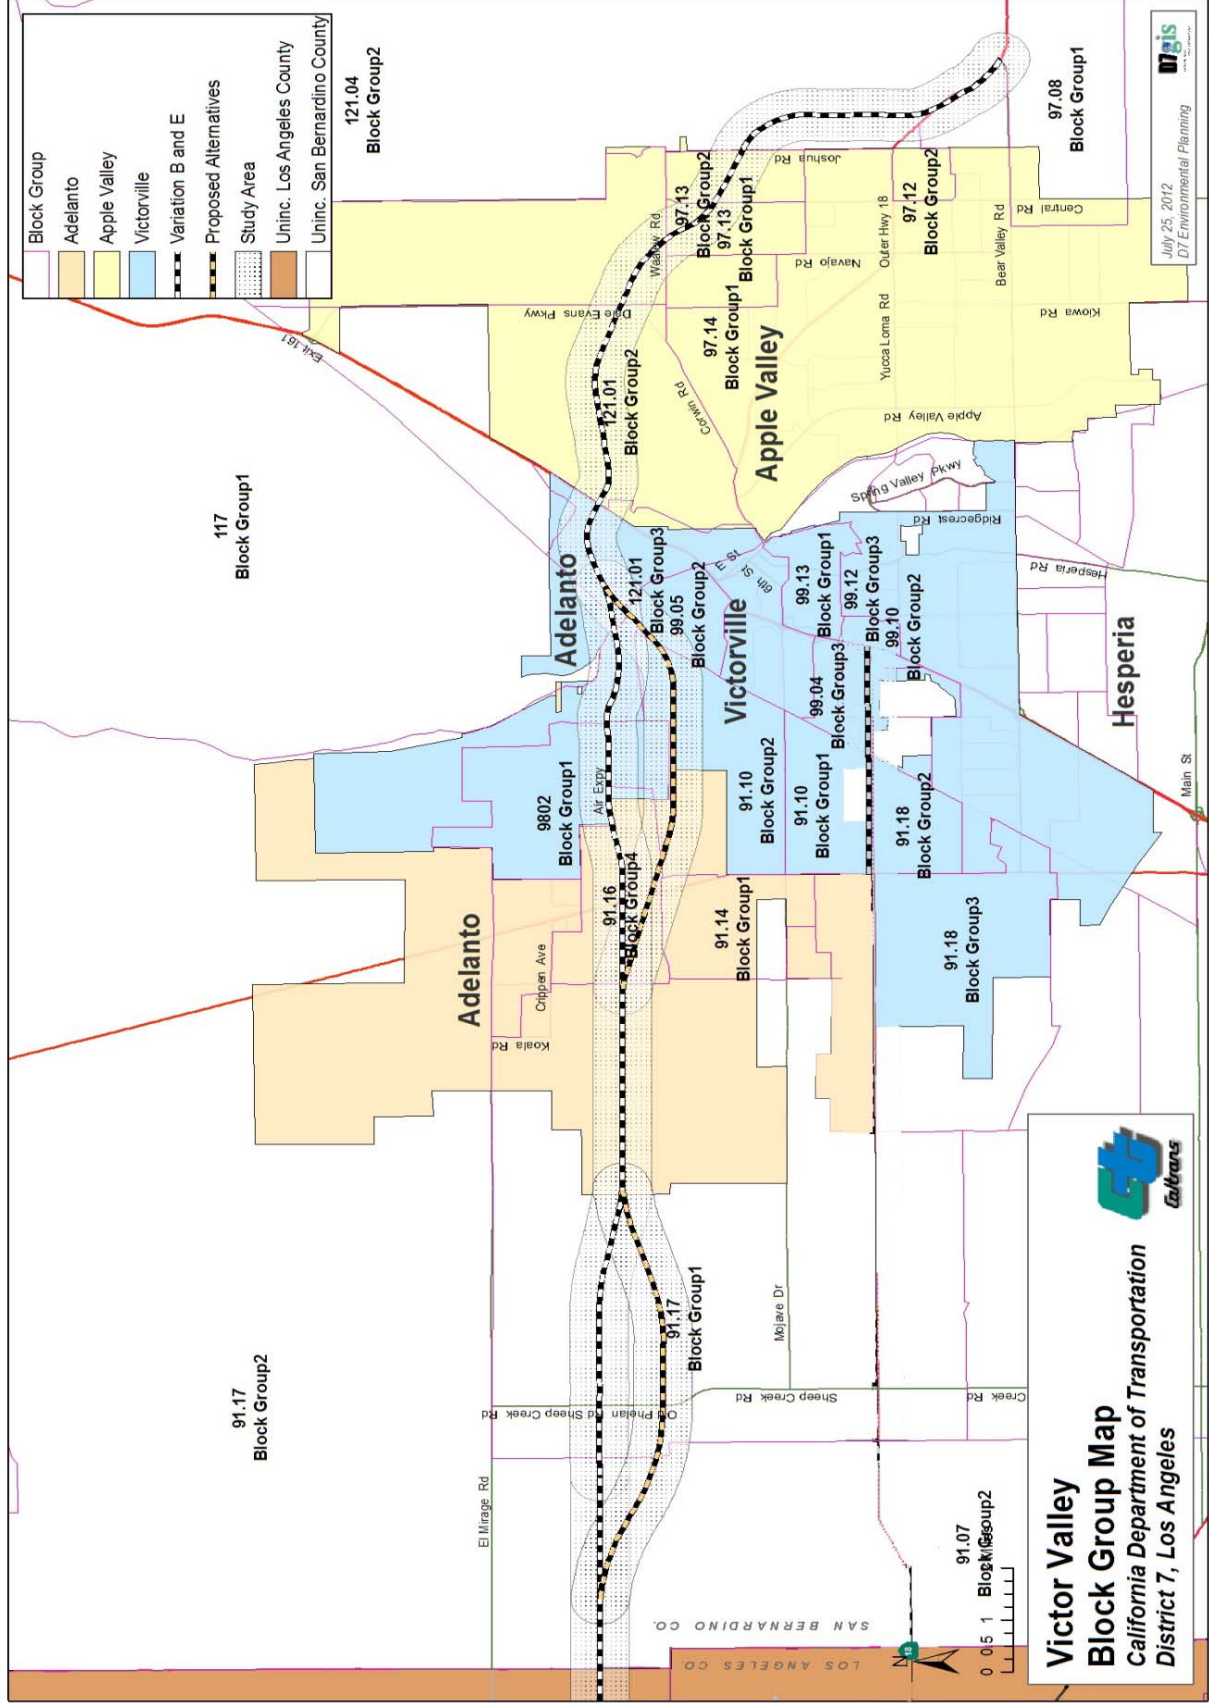 Block Group
Adelanto
Apple Valley
Victorville
Variation B and E
Proposed Alternatives
Study Area
Uninc. Los Angeles County
Uninc. San Bernardino County
121.04
Block Group2
Exit 161
117
Block Group1
91.17
Block Group2
Adelanto
Koala Rd
Crippen Ave
El Mirage Rd
9802
Block Group1
Air Expy
Adelanto
121.01
Block Group2
Dale Evans Pkwy
Waalew Rd
97.13
Block Group2
97.13
Block Group1
Joshua Rd
97.14
Block Group1
Corwin Rd
Navajo Rd
Apple Valley
Outer Hwy 18
Yucca Loma Rd
97.12
Block Group2
Apple Valley Rd
Bear Valley Rd
Central Rd
Kiowa Rd
97.08
Block Group1
121.01
Block Group3
99.05
Block Group2
E St
6th St
Victorville
99.13
Block Group1
99.12
Block Group3
99.10
Block Group2
99.04
Block Group3
Spring Valley Pkwy
Ridgecrest Rd
Hesperia Rd
Hesperia
Main St
91.16
Block Group4
91.14
Block Group1
91.10
Block Group2
91.10
Block Group1
91.18
Block Group2
91.18
Block Group3
91.17
Block Group1
Mojave Dr
Sheep Creek Rd
Phelan Rd
Sheep Creek Rd
Creek Rd
91.07
Block Group2
SAN BERNARDINO CO.
LOS ANGELES CO.
N
18
0 0.5 1
Victor Valley
Block Group Map
California Department of Transportation
District 7, Los Angeles
Caltrans
D7gis
July 25, 2012
D7 Environmental Planning